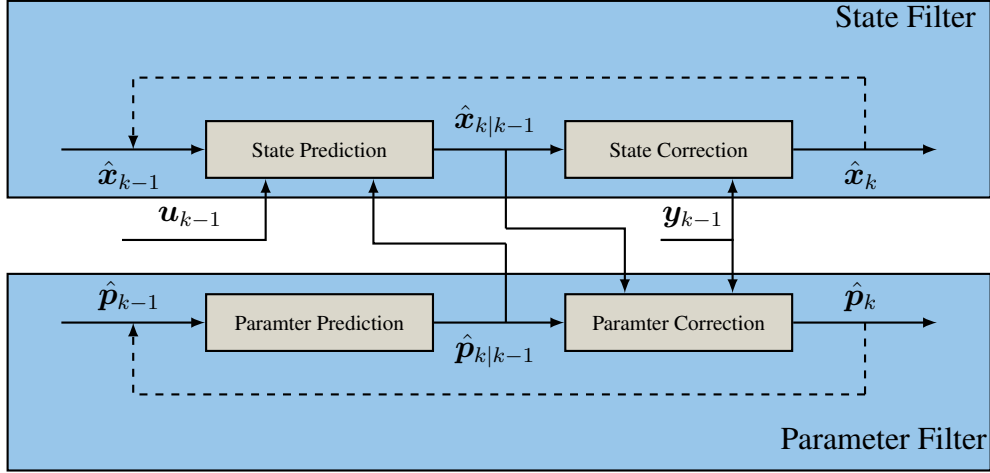 State Filter
x̂_{k|k−1}
State Prediction
State Correction
x̂_{k−1}
x̂_k
u_{k−1}
y_{k−1}
p̂_{k−1}
p̂_k
Paramter Prediction
Paramter Correction
p̂_{k|k−1}
Parameter Filter